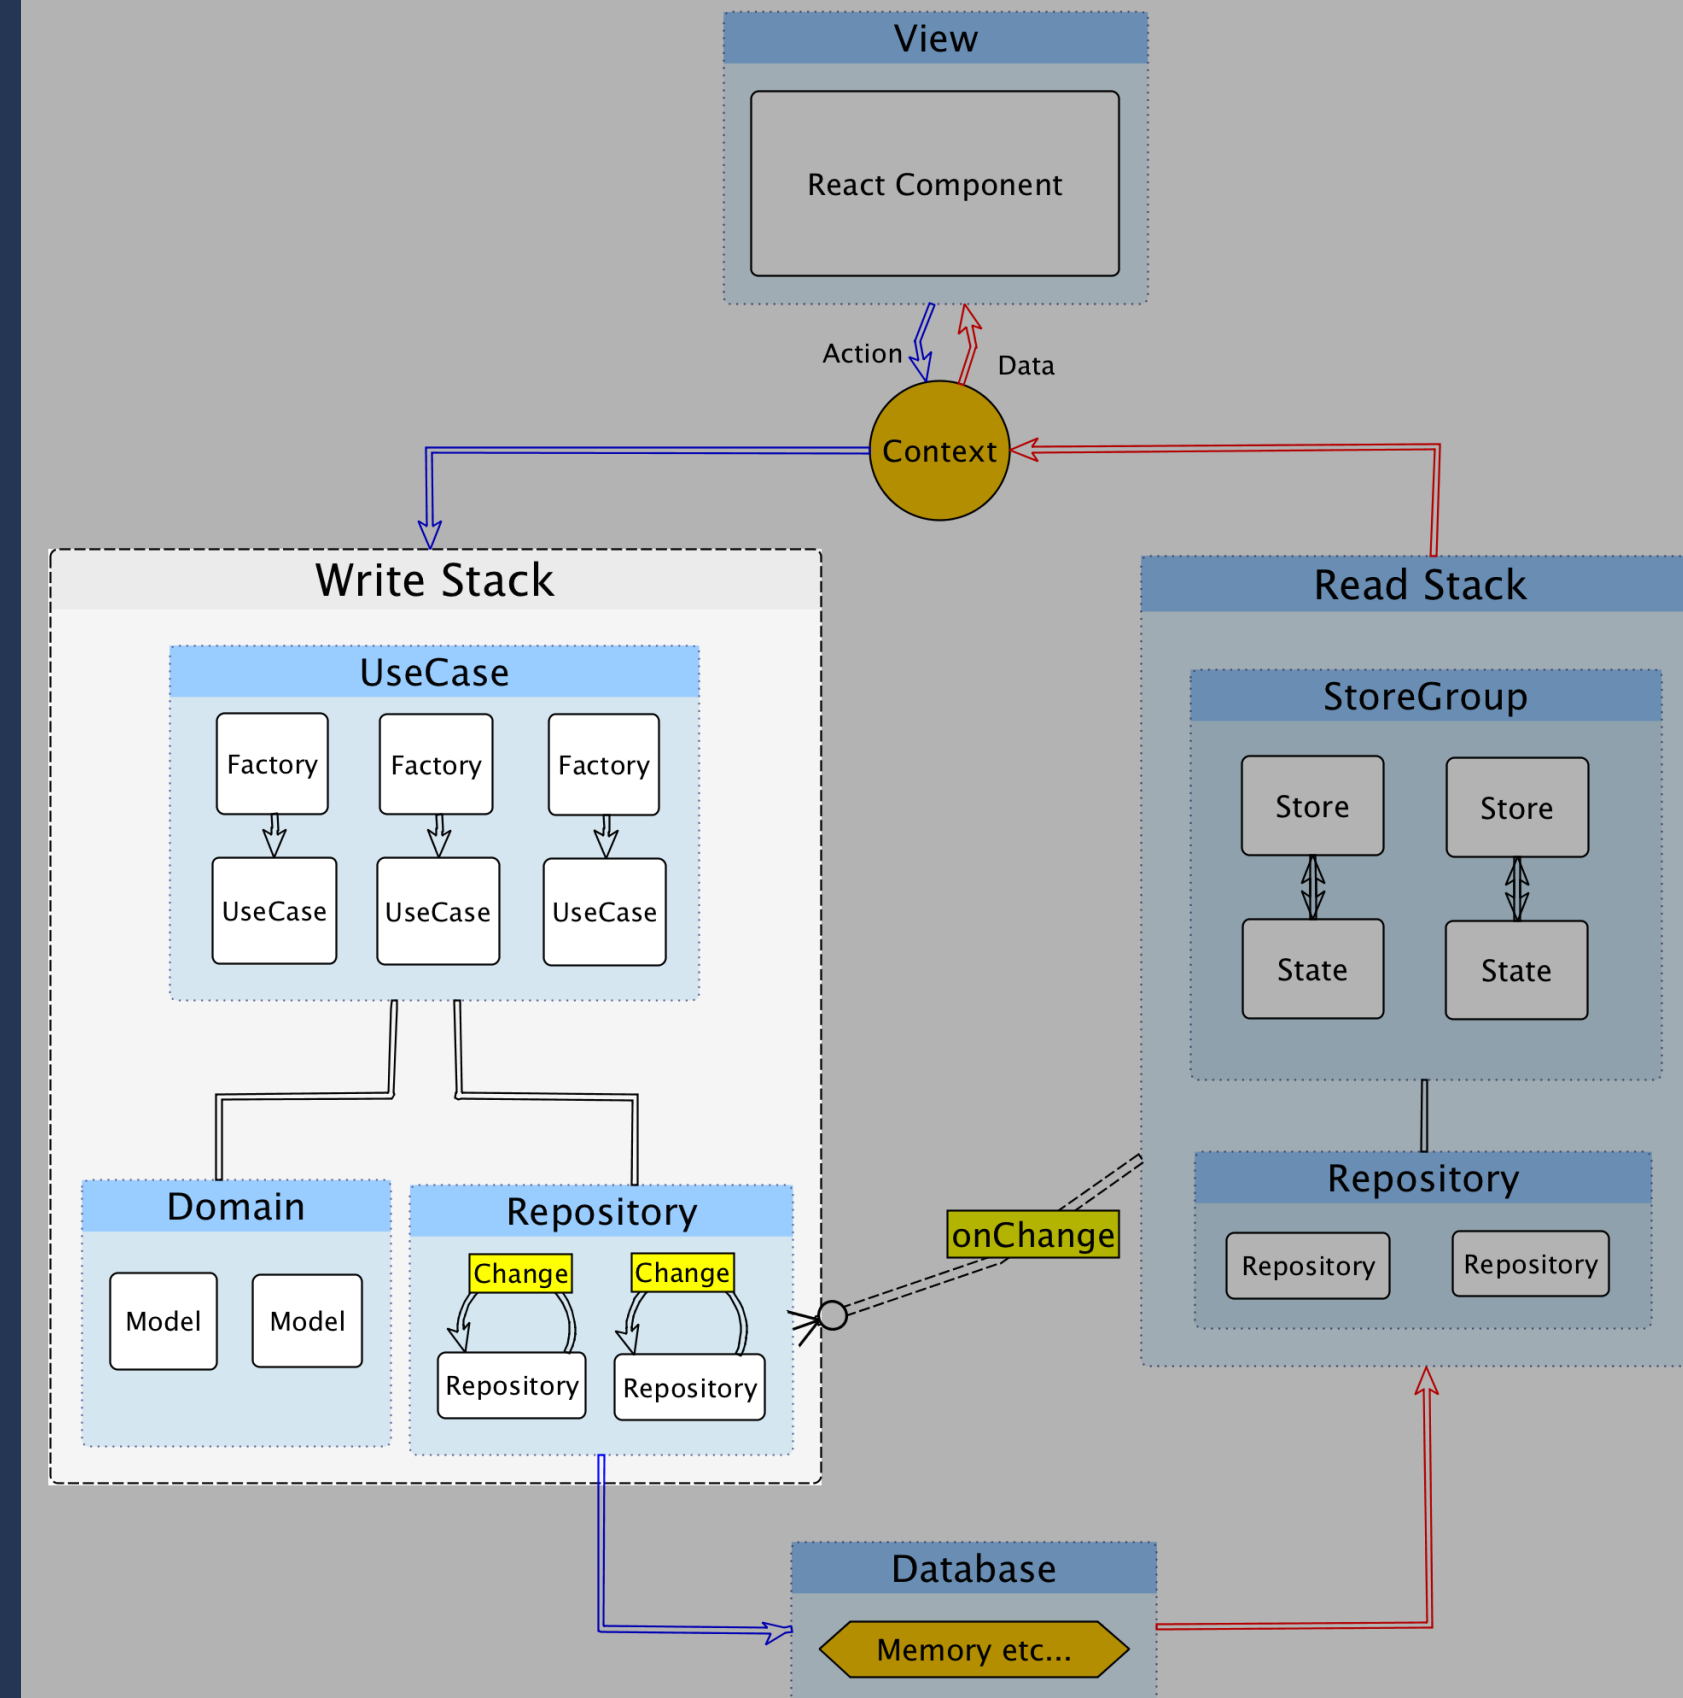 View
React Component
Action
Data
Context
Write Stack
UseCase
Factory
Factory
Factory
UseCase
UseCase
UseCase
Domain
Model
Model
Repository
Change
Change
Repository
Repository
onChange
Read Stack
StoreGroup
Store
Store
State
State
Repository
Repository
Repository
Database
Memory etc...